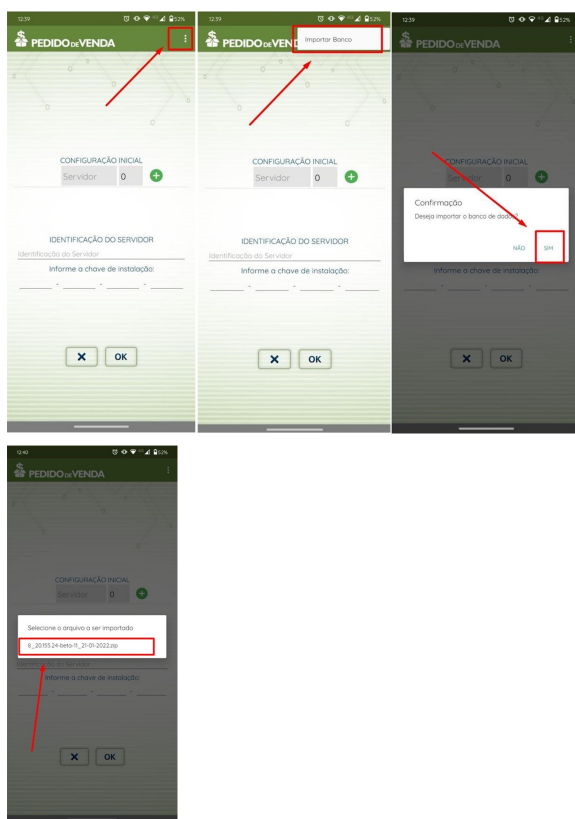 12:39
52%
PEDIDO DE VENDA
CONFIGURAÇÃO INICIAL
Servidor 0
IDENTIFICAÇÃO DO SERVIDOR
Identificação do Servidor
Informe a chave de instalação:
- - -
X OK
12:39
52%
PEDIDO DE VEN
Importar Banco
CONFIGURAÇÃO INICIAL
Servidor 0
IDENTIFICAÇÃO DO SERVIDOR
Identificação do Servidor
Informe a chave de instalação:
- - -
X OK
12:39
52%
PEDIDO DE VENDA
CONFIGURAÇÃO INICIAL
Servidor 0
Confirmação
Deseja importar o banco de dados?
NÃO SIM
Informe a chave de instalação:
- - -
X OK
12:40
52%
PEDIDO DE VENDA
CONFIGURAÇÃO INICIAL
Servidor 0
Selecione o arquivo a ser importado
8_20.155.24-beta-11_21-01-2022.zip
Identificação do Servidor
Informe a chave de instalação:
- - -
X OK